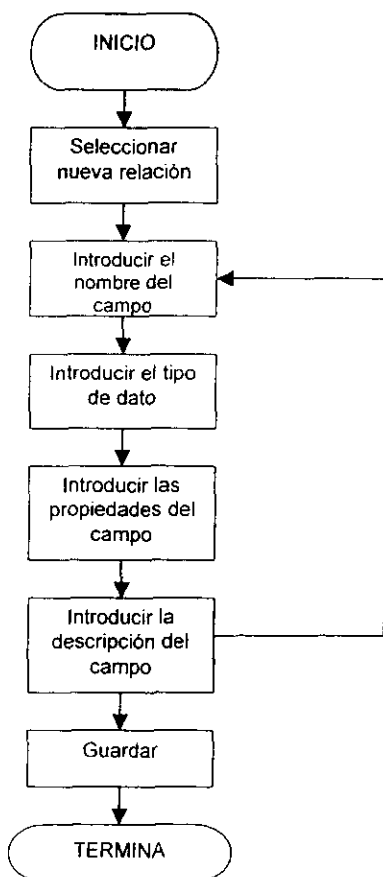 INICIO
Seleccionar
nueva relación
Introducir el
nombre del
campo
Introducir el tipo
de dato
Introducir las
propiedades del
campo
Introducir la
descripción del
campo
Guardar
TERMINA